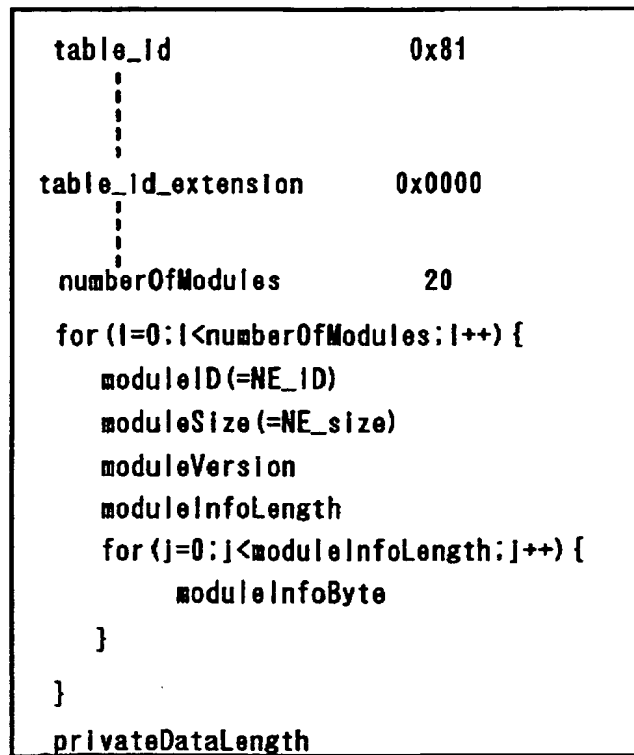 table_id 0x81
table_id_extension 0x0000
numberOfModules 20
for(i=0;i<numberOfModules;i++){
moduleID(=NE_ID)
moduleSize(=NE_size)
moduleVersion
moduleInfoLength
for(j=0;j<moduleInfoLength;j++){
moduleInfoByte
}
}
privateDataLength